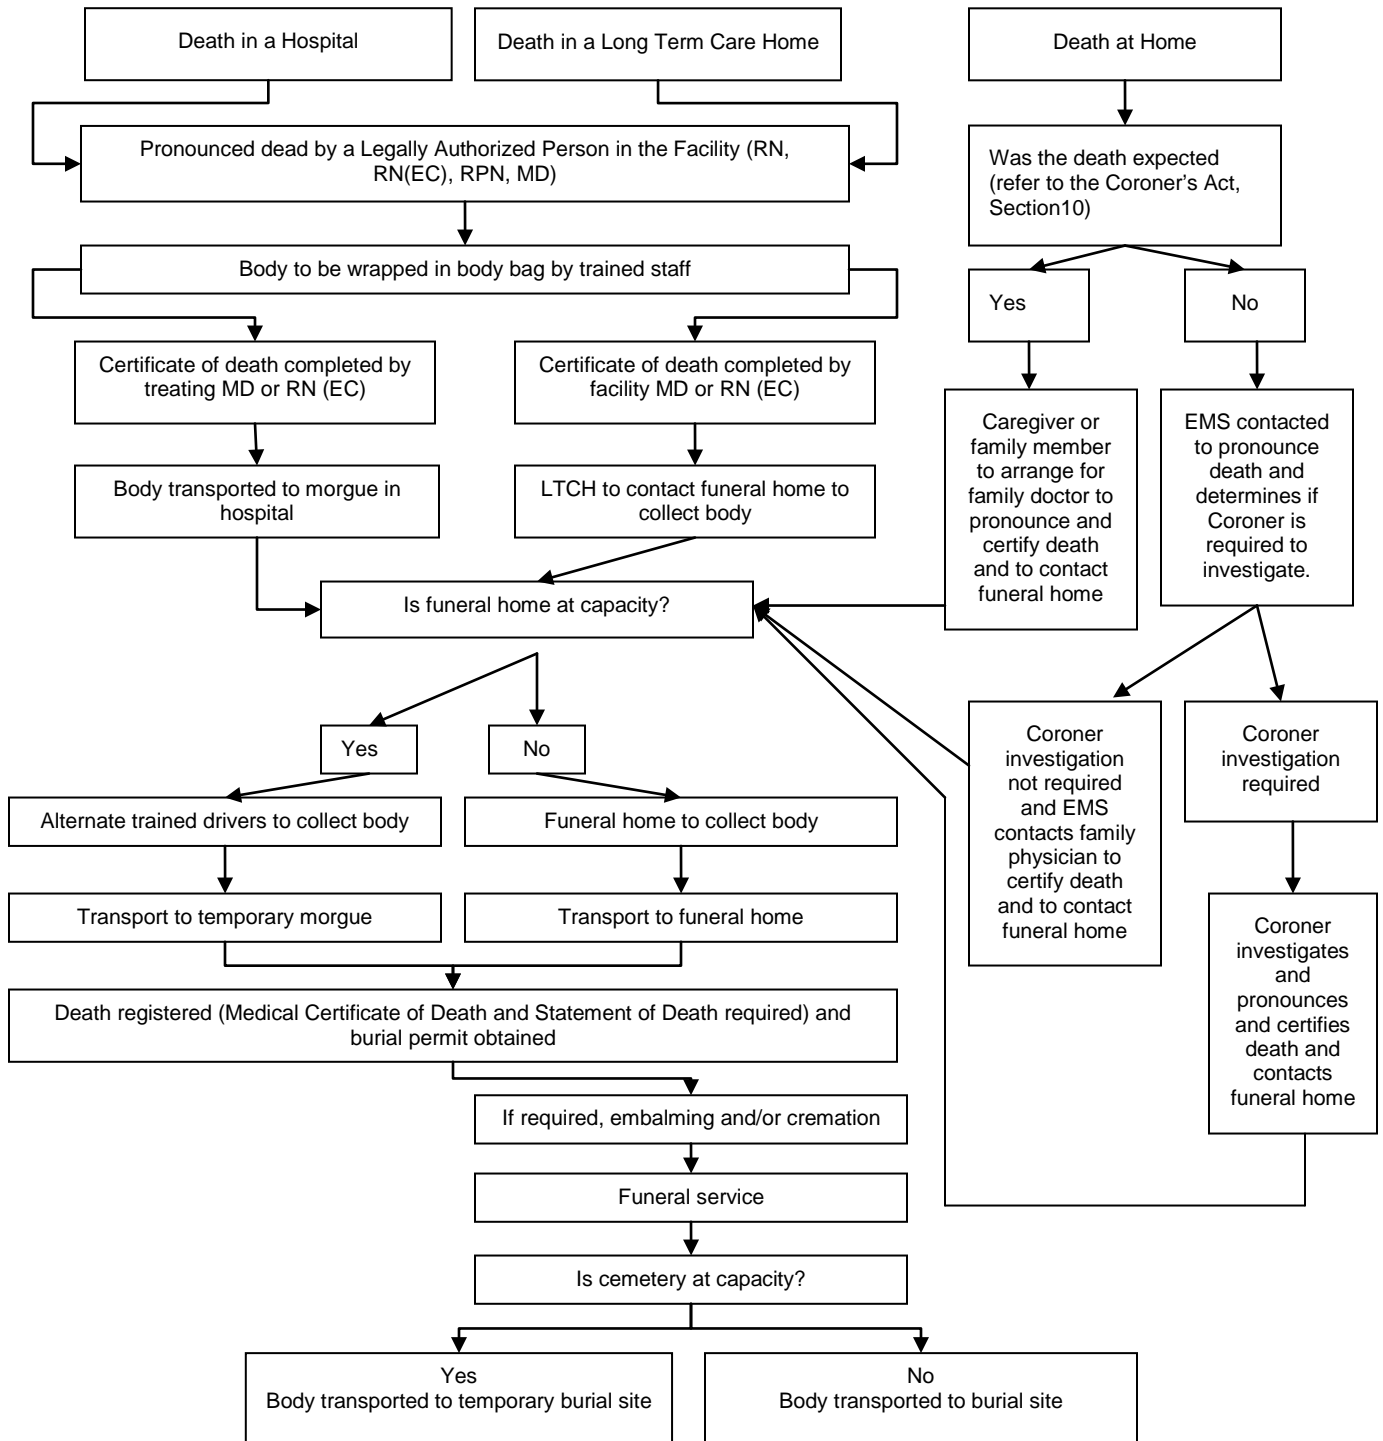 Death in a Hospital
Death in a Long Term Care Home
Death at Home
Pronounced dead by a Legally Authorized Person in the Facility (RN,
RN(EC), RPN, MD)
Was the death expected
(refer to the Coroner's Act,
Section10)
Body to be wrapped in body bag by trained staff
Yes
No
Certificate of death completed by
treating MD or RN (EC)
Certificate of death completed by
facility MD or RN (EC)
Caregiver or
family member
to arrange for
family doctor to
pronounce and
certify death
and to contact
funeral home
EMS contacted
to pronounce
death and
determines if
Coroner is
required to
investigate.
Body transported to morgue in
hospital
LTCH to contact funeral home to
collect body
Is funeral home at capacity?
Yes
No
Coroner
investigation
not required
and EMS
contacts family
physician to
certify death
and to contact
funeral home
Coroner
investigation
required
Alternate trained drivers to collect body
Funeral home to collect body
Transport to temporary morgue
Transport to funeral home
Coroner
investigates
and
pronounces
and certifies
death and
contacts
funeral home
Death registered (Medical Certificate of Death and Statement of Death required) and
burial permit obtained
If required, embalming and/or cremation
Funeral service
Is cemetery at capacity?
Yes
Body transported to temporary burial site
No
Body transported to burial site